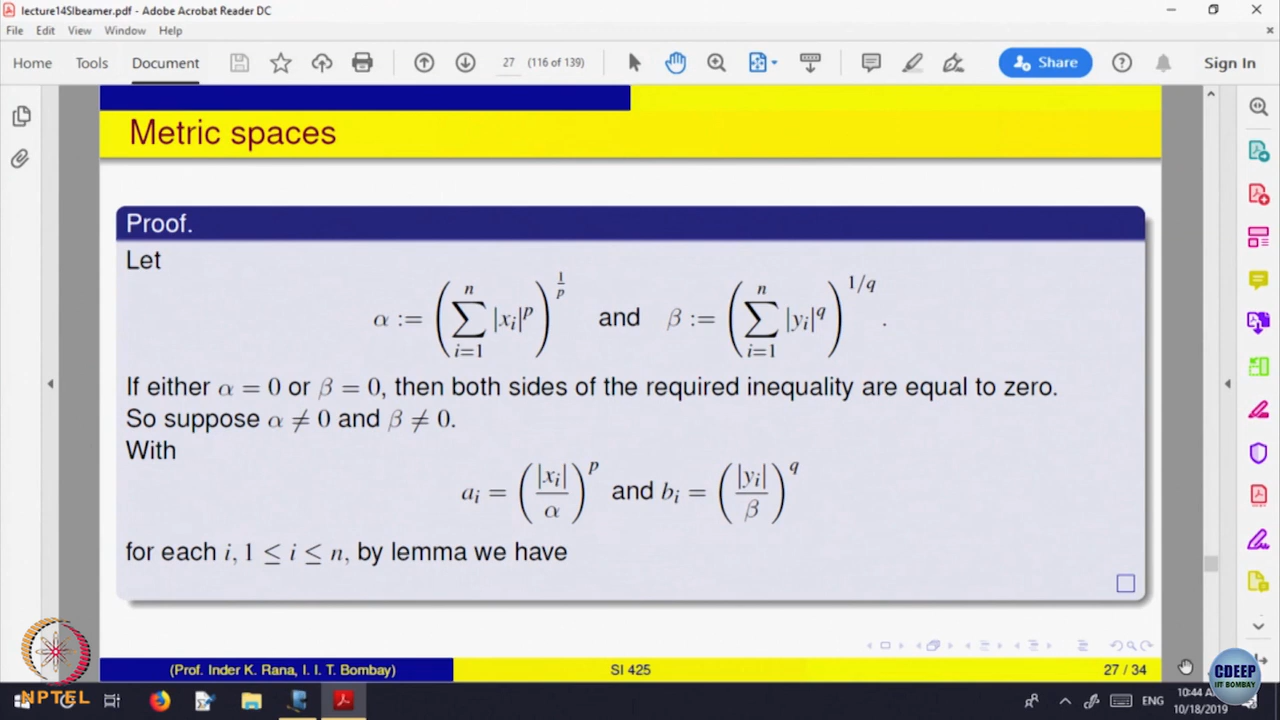 lecture14Slbeamer.pdf - Adobe Acrobat Reader DC
File Edit View Window Help
Home Tools Document 27 (116 of 139) Share Sign In
Metric spaces
Proof.
Let
α := (∑_{i=1}^{n} |x_i|^p)^{1/p} and β := (∑_{i=1}^{n} |y_i|^q)^{1/q}.
If either α = 0 or β = 0, then both sides of the required inequality are equal to zero.
So suppose α ≠ 0 and β ≠ 0.
With
a_i = (|x_i|/α)^p and b_i = (|y_i|/β)^q
for each i, 1 ≤ i ≤ n, by lemma we have
(Prof. Inder K. Rana, I. I. T. Bombay) SI 425 27 / 34
NPTEL
CDEEP
IIT BOMBAY
ENG
10:44
10/18/2019